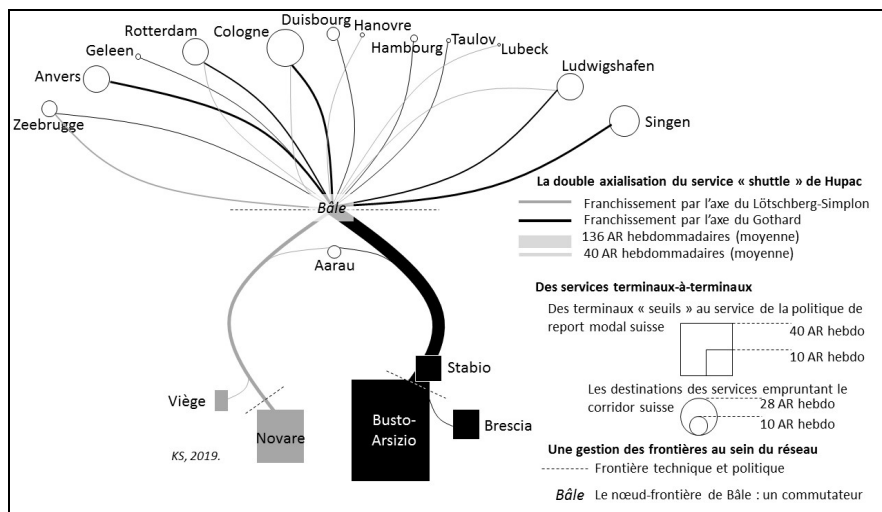 Duisbourg
Rotterdam
Cologne
Hanovre
Geleen
Hambourg
Taulov
Lubeck
Anvers
Ludwigshafen
Zeebrugge
Singen
Bâle
Aarau
Viège
Novare
Busto-
Arsizio
Stabio
Brescia
KS, 2019.
La double axialisation du service « shuttle » de Hupac
Franchissement par l'axe du Lötschberg-Simplon
Franchissement par l'axe du Gothard
136 AR hebdommadaires (moyenne)
40 AR hebdommadaires (moyenne)
Des services terminaux-à-terminaux
Des terminaux « seuils » au service de la politique de
report modal suisse
40 AR hebdo
10 AR hebdo
Les destinations des services empruntant le
corridor suisse
28 AR hebdo
10 AR hebdo
Une gestion des frontières au sein du réseau
Frontière technique et politique
Bâle Le nœud-frontière de Bâle : un commutateur